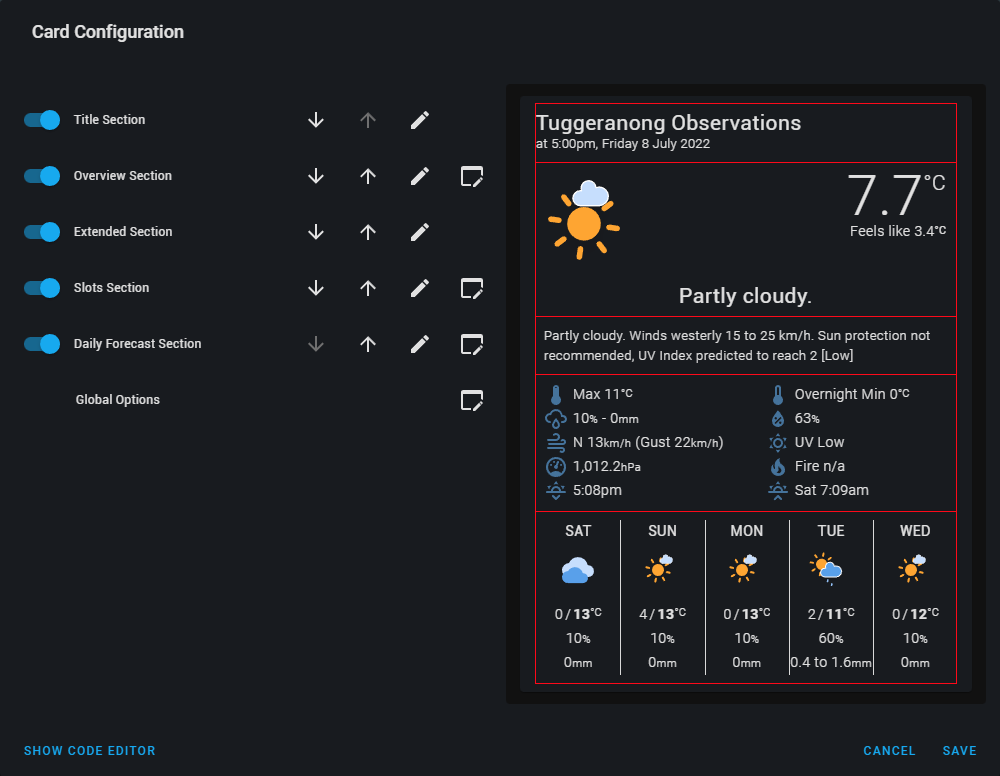 Card Configuration
Title Section
Overview Section
Extended Section
Slots Section
Daily Forecast Section
Global Options
Tuggeranong Observations
at 5:00pm, Friday 8 July 2022
7.7°C
Feels like 3.4°C
Partly cloudy.
Partly cloudy. Winds westerly 15 to 25 km/h. Sun protection not
recommended, UV Index predicted to reach 2 [Low]
Max 11°C Overnight Min 0°C
10% - 0mm 63%
N 13km/h (Gust 22km/h) UV Low
1,012.2hPa Fire n/a
5:08pm Sat 7:09am
SAT SUN MON TUE WED
0/13°C 4/13°C 0/13°C 2/11°C 0/12°C
10% 10% 10% 60% 10%
0mm 0mm 0mm 0.4 to 1.6mm 0mm
SHOW CODE EDITOR CANCEL SAVE